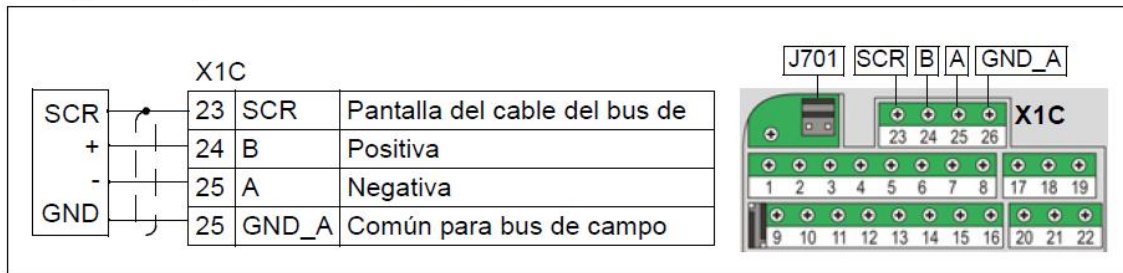 X1C
SCR 23 SCR Pantalla del cable del bus de
+ 24 B Positiva
- 25 A Negativa
GND 25 GND_A Común para bus de campo
J701 SCR B A GND_A
X1C
23 24 25 26
1 2 3 4 5 6 7 8 17 18 19
9 10 11 12 13 14 15 16 20 21 22